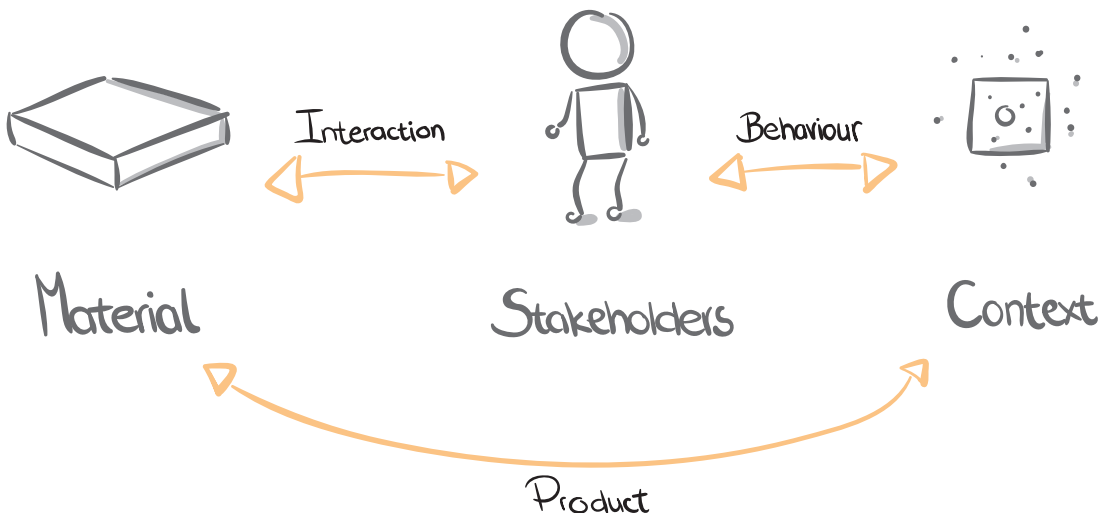 Interaction
Behaviour
Material
Stakeholders
Context
Product